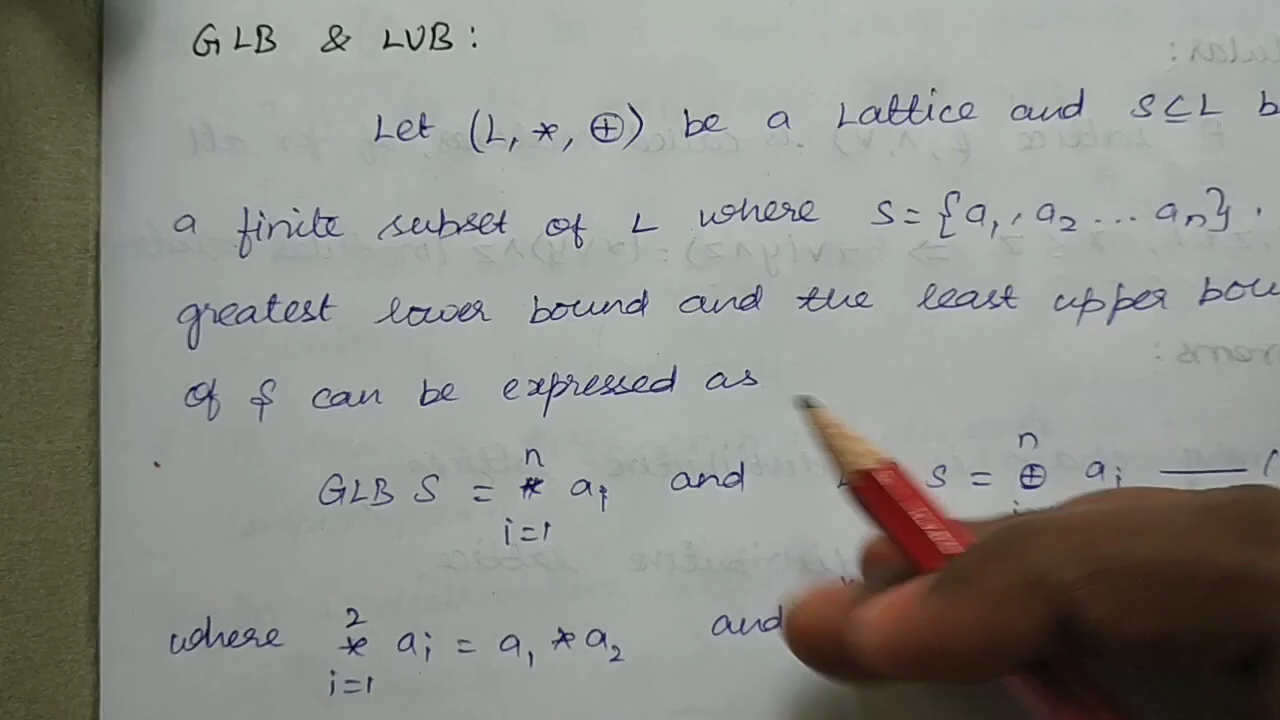 GLB & LUB:
Let (L, *, ⊕) be a Lattice and S⊆L b
a finite subset of L where S={a₁, a₂ ... aₙ}.
greatest lower bound and the least upper bou
of S can be expressed as
n
GLB S = * aᵢ and S = ⊕ aᵢ —— (
i=1
where 2 * i=1 aᵢ = a₁ * a₂ and